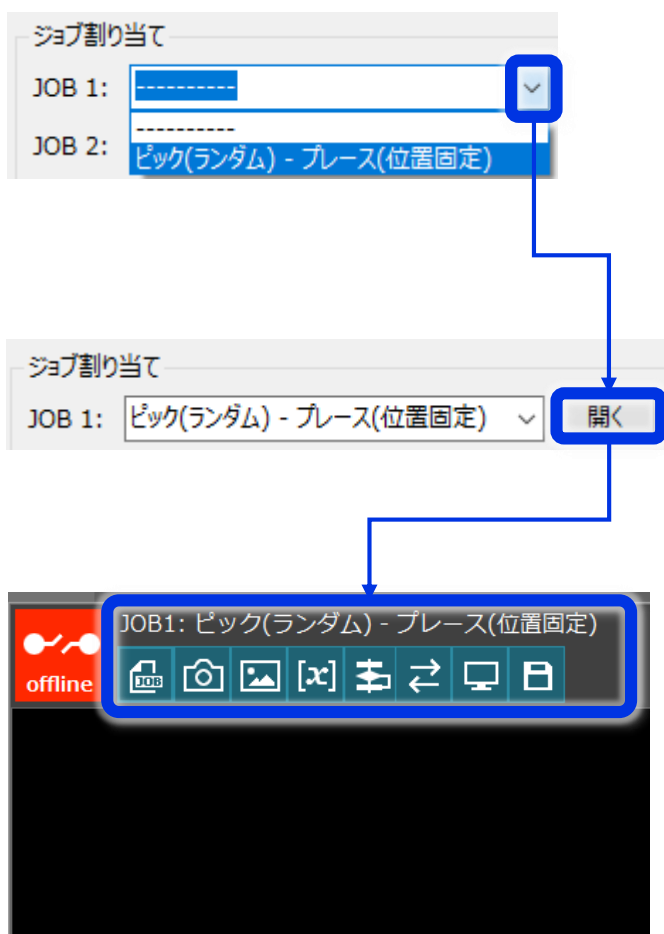 ジョブ割り当て
JOB 1: ----------
----------
JOB 2: ピック(ランダム) - プレース(位置固定)
ジョブ割り当て
JOB 1: ピック(ランダム) - プレース(位置固定) 開く
JOB1: ピック(ランダム) - プレース(位置固定)
JOB [x]
offline